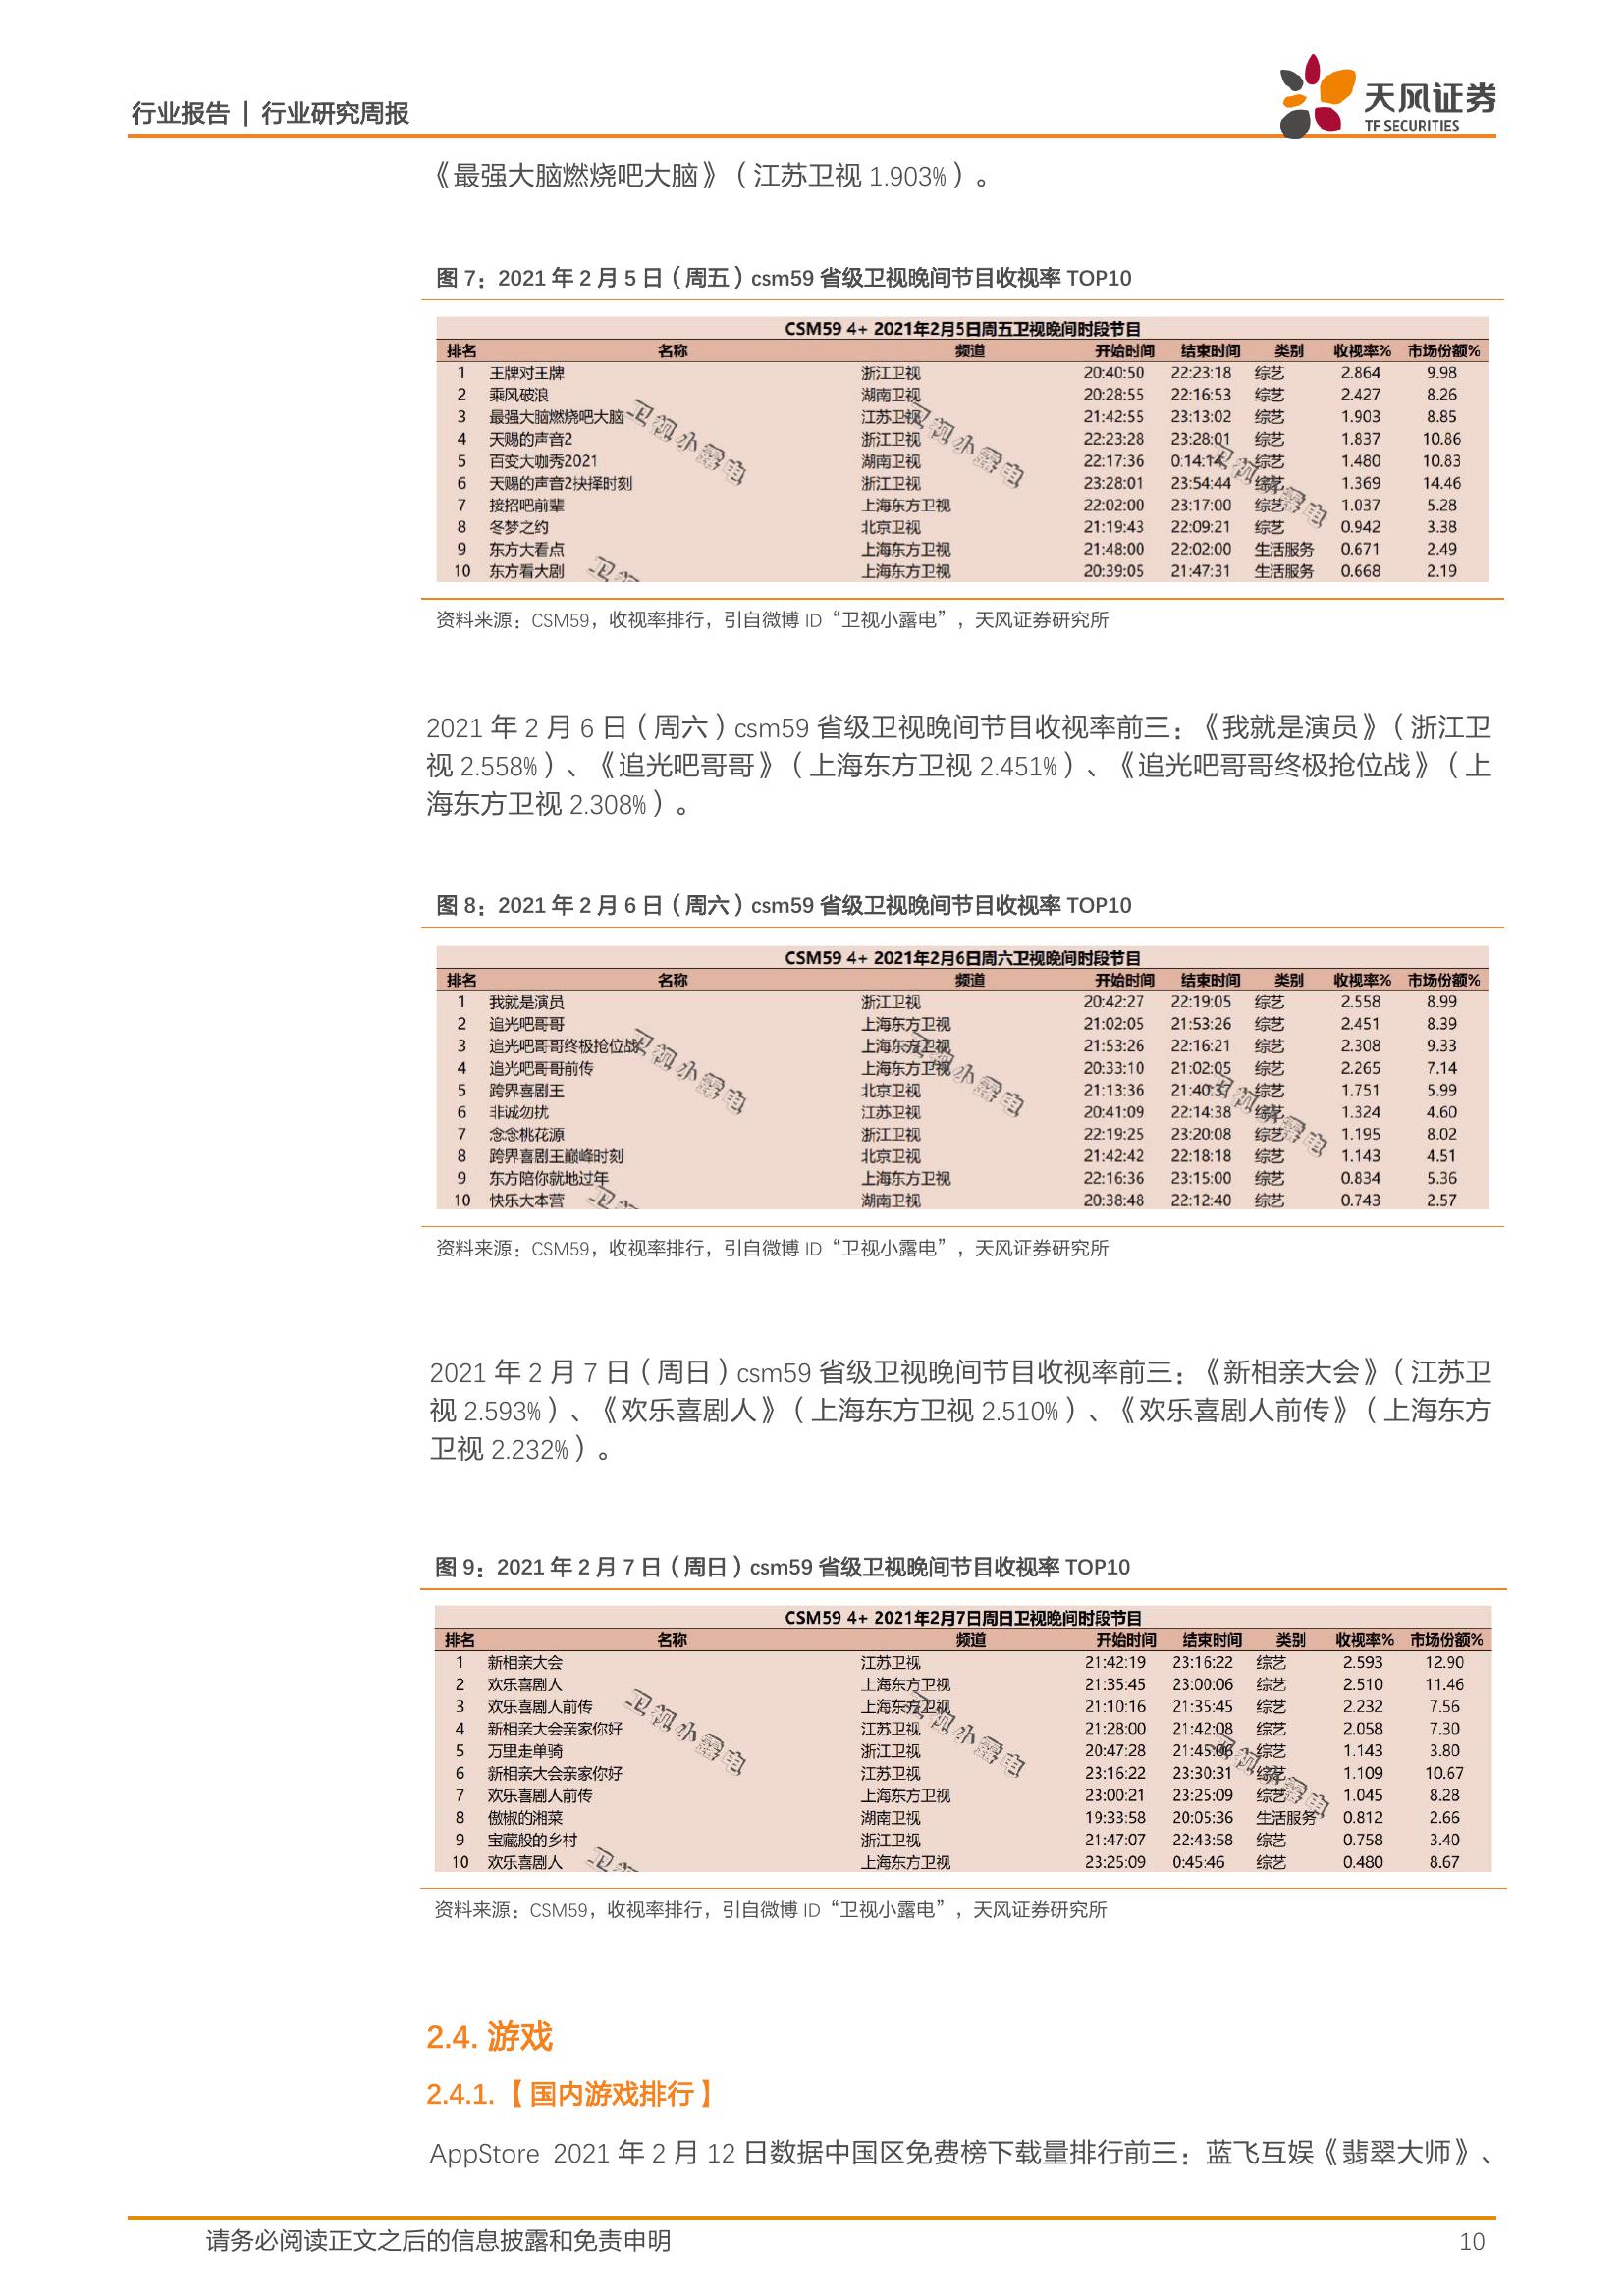 行业报告 | 行业研究周报
天风证券
TF SECURITIES
《最强大脑燃烧吧大脑》（江苏卫视 1.903%）。
图 7：2021 年 2 月 5 日（周五）csm59 省级卫视晚间节目收视率 TOP10
CSM59 4+ 2021年2月5日周五卫视晚间时段节目
排名 名称 频道 开始时间 结束时间 类别 收视率% 市场份额%
1 王牌对王牌 浙江卫视 20:40:50 22:23:18 综艺 2.864 9.98
2 乘风破浪 湖南卫视 20:28:55 22:16:53 综艺 2.427 8.26
3 最强大脑燃烧吧大脑 江苏卫视 21:42:55 23:13:02 综艺 1.903 8.85
4 天赐的声音2 浙江卫视 22:23:28 23:28:01 综艺 1.837 10.86
5 百变大咖秀2021 湖南卫视 22:17:36 0:14:14 综艺 1.480 10.83
6 天赐的声音2抉择时刻 浙江卫视 23:28:01 23:54:44 综艺 1.369 14.46
7 接招吧前辈 上海东方卫视 22:02:00 23:17:00 综艺 1.037 5.28
8 冬梦之约 北京卫视 21:19:43 22:09:21 综艺 0.942 3.38
9 东方大看点 上海东方卫视 21:48:00 22:02:00 生活服务 0.671 2.49
10 东方看大剧 上海东方卫视 20:39:05 21:47:31 生活服务 0.668 2.19
卫视小露电
资料来源：CSM59，收视率排行，引自微博 ID“卫视小露电”，天风证券研究所
2021 年 2 月 6 日（周六）csm59 省级卫视晚间节目收视率前三：《我就是演员》（浙江卫
视 2.558%）、《追光吧哥哥》（上海东方卫视 2.451%）、《追光吧哥哥终极抢位战》（上
海东方卫视 2.308%）。
图 8：2021 年 2 月 6 日（周六）csm59 省级卫视晚间节目收视率 TOP10
CSM59 4+ 2021年2月6日周六卫视晚间时段节目
排名 名称 频道 开始时间 结束时间 类别 收视率% 市场份额%
1 我就是演员 浙江卫视 20:42:27 22:19:05 综艺 2.558 8.99
2 追光吧哥哥 上海东方卫视 21:02:05 21:53:26 综艺 2.451 8.39
3 追光吧哥哥终极抢位战 上海东方卫视 21:53:26 22:16:21 综艺 2.308 9.33
4 追光吧哥哥前传 上海东方卫视 20:33:10 21:02:05 综艺 2.265 7.14
5 跨界喜剧王 北京卫视 21:13:36 综艺 1.751 5.99
6 非诚勿扰 江苏卫视 20:41:09 22:14:38 综艺 1.324 4.60
7 念念桃花源 浙江卫视 22:19:25 23:20:08 综艺 1.195 8.02
8 跨界喜剧王巅峰时刻 北京卫视 21:42:42 22:18:18 综艺 1.143 4.51
9 东方陪你就地过年 上海东方卫视 22:16:36 23:15:00 综艺 0.834 5.36
10 快乐大本营 湖南卫视 20:38:48 22:12:40 综艺 0.743 2.57
卫视小露电
资料来源：CSM59，收视率排行，引自微博 ID“卫视小露电”，天风证券研究所
2021 年 2 月 7 日（周日）csm59 省级卫视晚间节目收视率前三：《新相亲大会》（江苏卫
视 2.593%）、《欢乐喜剧人》（上海东方卫视 2.510%）、《欢乐喜剧人前传》（上海东方
卫视 2.232%）。
图 9：2021 年 2 月 7 日（周日）csm59 省级卫视晚间节目收视率 TOP10
CSM59 4+ 2021年2月7日周日卫视晚间时段节目
排名 名称 频道 开始时间 结束时间 类别 收视率% 市场份额%
1 新相亲大会 江苏卫视 21:42:19 23:16:22 综艺 2.593 12.90
2 欢乐喜剧人 上海东方卫视 21:35:45 23:00:06 综艺 2.510 11.46
3 欢乐喜剧人前传 上海东方卫视 21:10:16 21:35:45 综艺 2.232 7.56
4 新相亲大会亲家你好 江苏卫视 21:28:00 21:42:08 综艺 2.058 7.30
5 万里走单骑 浙江卫视 20:47:28 21:45:06 综艺 1.143 3.80
6 新相亲大会亲家你好 江苏卫视 23:16:22 23:30:31 综艺 1.109 10.67
7 欢乐喜剧人前传 上海东方卫视 23:00:21 23:25:09 综艺 1.045 8.28
8 傲椒的湘菜 湖南卫视 19:33:58 20:05:36 生活服务 0.812 2.66
9 宝藏般的乡村 浙江卫视 21:47:07 22:43:58 综艺 0.758 3.40
10 欢乐喜剧人 上海东方卫视 23:25:09 0:45:46 综艺 0.480 8.67
卫视小露电
资料来源：CSM59，收视率排行，引自微博 ID“卫视小露电”，天风证券研究所
2.4. 游戏
2.4.1.【国内游戏排行】
AppStore 2021 年 2 月 12 日数据中国区免费榜下载量排行前三：蓝飞互娱《翡翠大师》、
请务必阅读正文之后的信息披露和免责申明 10